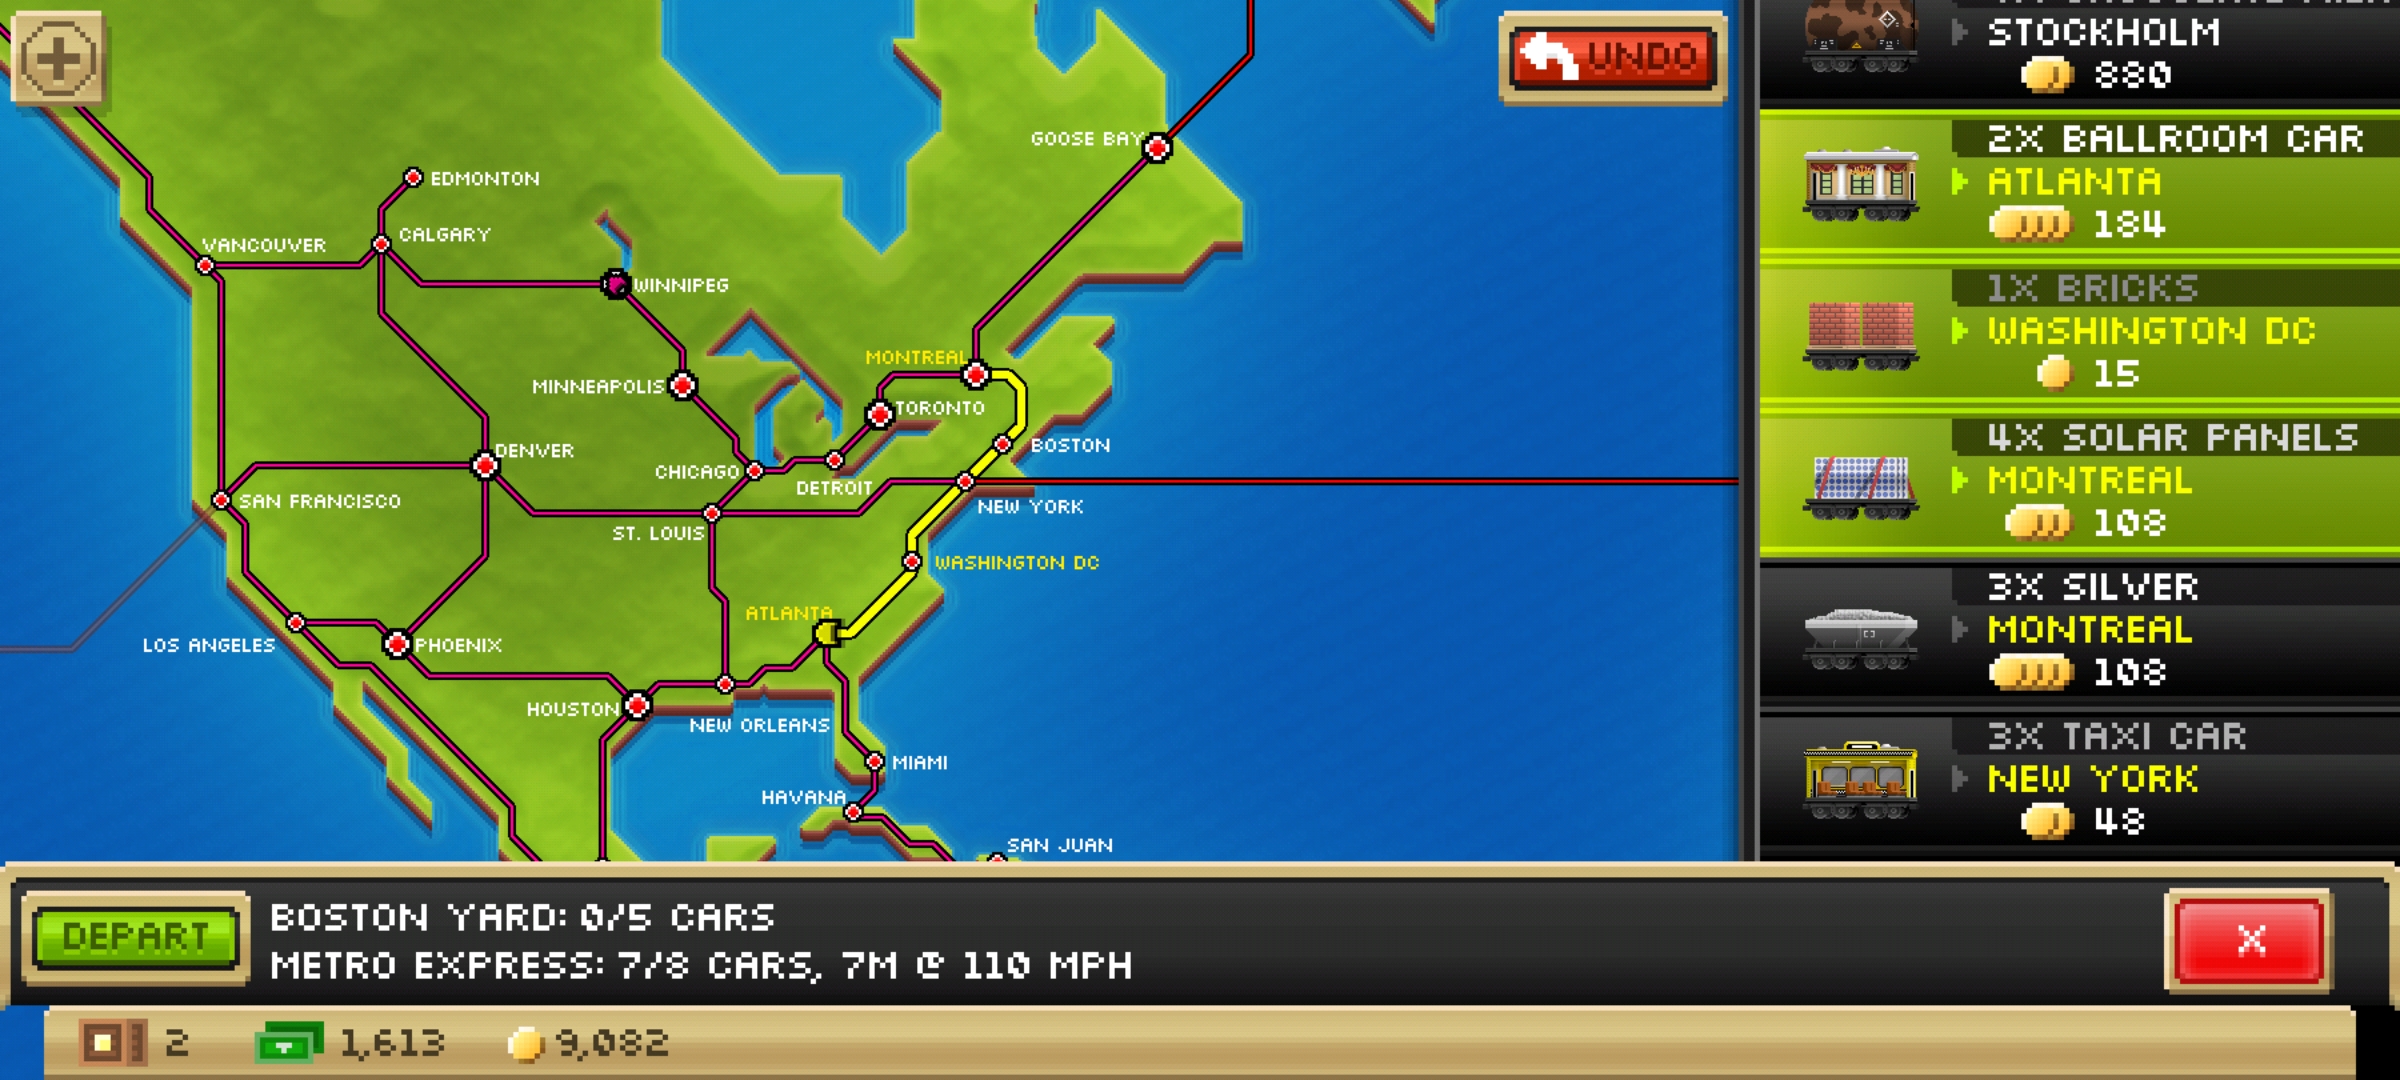 UNDO
GOOSE BAY
EDMONTON
CALGARY
VANCOUVER
WINNIPEG
MONTREAL
MINNEAPOLIS
TORONTO
BOSTON
DENVER
CHICAGO
DETROIT
SAN FRANCISCO
NEW YORK
ST. LOUIS
WASHINGTON DC
ATLANTA
LOS ANGELES
PHOENIX
HOUSTON
NEW ORLEANS
MIAMI
HAVANA
SAN JUAN
STOCKHOLM
880
2X BALLROOM CAR
ATLANTA
184
1X BRICKS
WASHINGTON DC
15
4X SOLAR PANELS
MONTREAL
108
3X SILVER
MONTREAL
108
3X TAXI CAR
NEW YORK
48
DEPART
BOSTON YARD: 0/5 CARS
METRO EXPRESS: 7/8 CARS, 7M @ 110 MPH
X
2
1,613
9,082